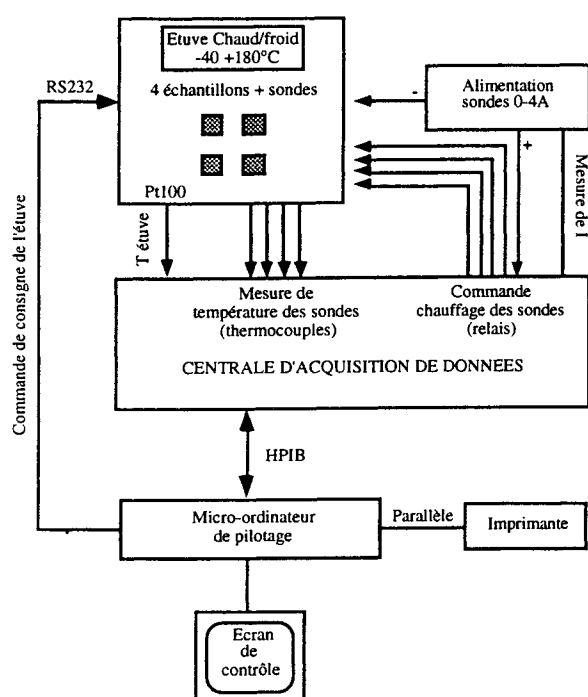 Etuve Chaud/froid
-40 +180°C
RS232
4 échantillons + sondes
-
Alimentation
sondes 0-4A
+
Mesure de I
Pt100
T étuve
Commande de consigne de l'étuve
Mesure de
température des sondes
(thermocouples)
Commande
chauffage des sondes
(relais)
CENTRALE D'ACQUISITION DE DONNEES
HPIB
Micro-ordinateur
de pilotage
Parallèle
Imprimante
Ecran
de
contrôle